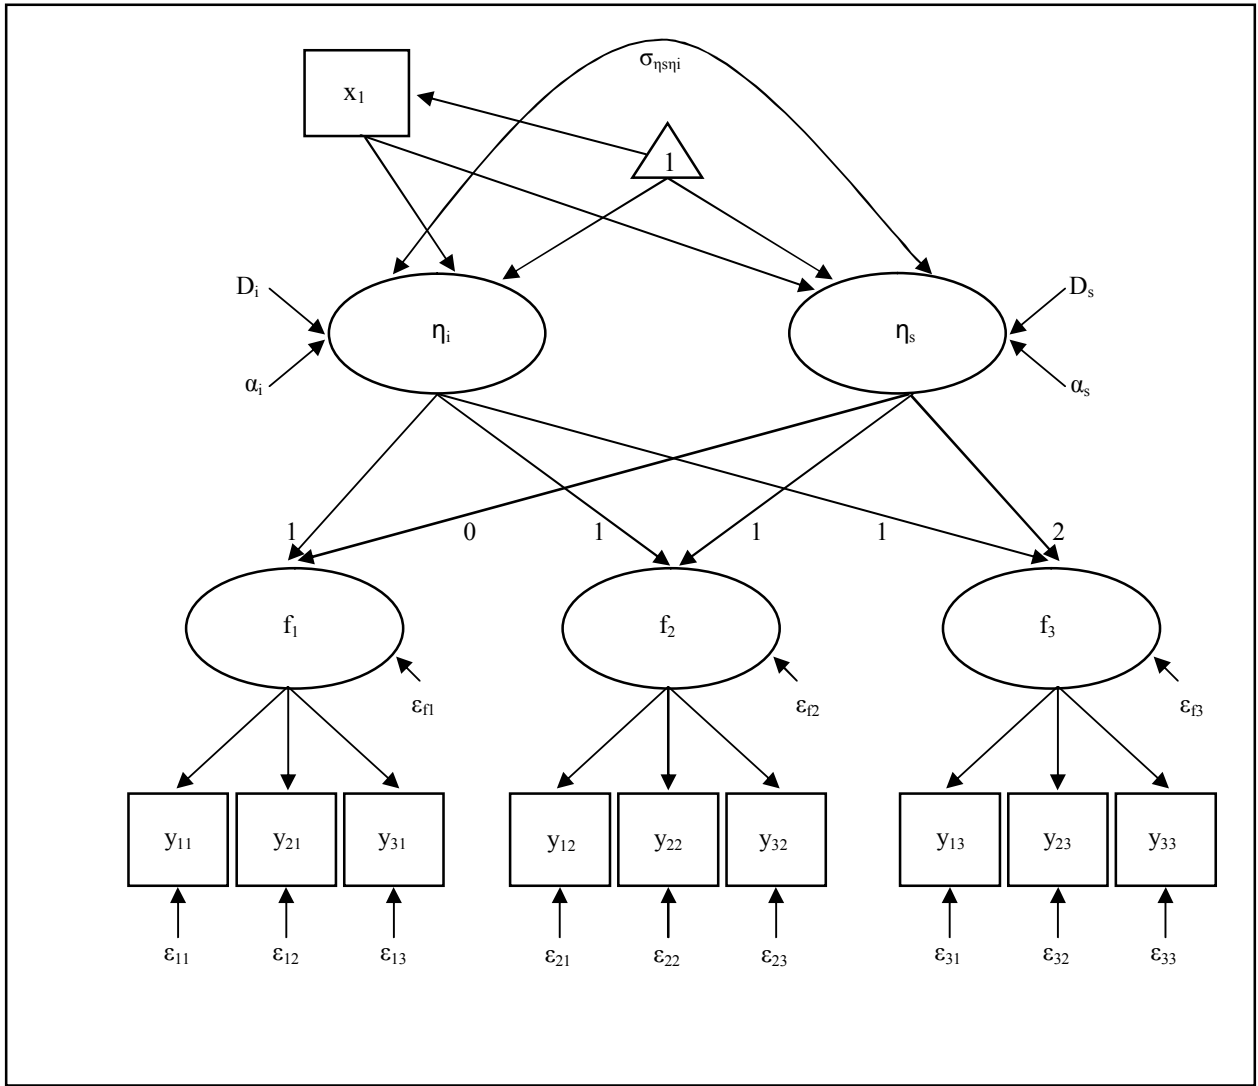 σηsηi
x1
1
Di
Ds
ηi
ηs
αi
αs
1 0 1 1 1 2
f1 f2 f3
εf1 εf2 εf3
y11 y21 y31 y12 y22 y32 y13 y23 y33
ε11 ε12 ε13 ε21 ε22 ε23 ε31 ε32 ε33